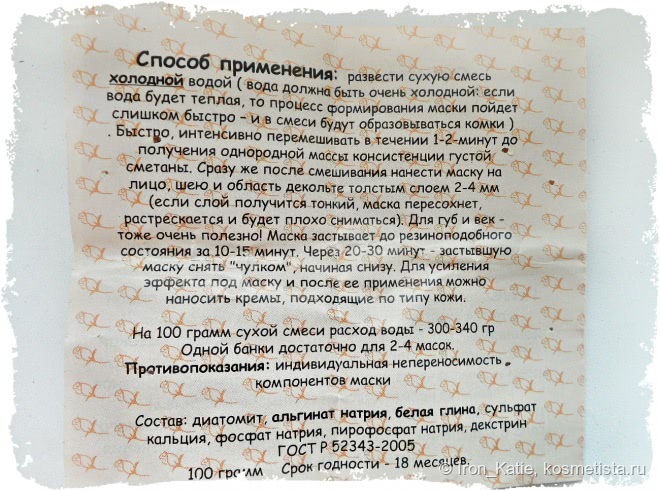 Способ применения: развести сухую смесь
холодной водой ( вода должна быть очень холодной: если
вода будет теплая, то процесс формирования маски пойдет
слишком быстро – и в смеси будут образовываться комки )
. Быстро, интенсивно перемешивать в течении 1-2-минут до
получения однородной массы консистенции густой
сметаны. Сразу же после смешивания нанести маску на
лицо, шею и область декольте толстым слоем 2-4 мм
(если слой получится тонкий, маска пересохнет,
растрескается и будет плохо сниматься). Для губ и век -
тоже очень полезно! Маска застывает до резиноподобного
состояния за 10-15 минут. Через 20-30 минут - застывшую
маску снять "чулком", начиная снизу. Для усиления
эффекта под маску и после ее применения можно
наносить кремы, подходящие по типу кожи.
На 100 грамм сухой смеси расход воды - 300-340 гр
Одной банки достаточно для 2-4 масок.
Противопоказания: индивидуальная непереносимость
компонентов маски
Состав: диатомит, альгинат натрия, белая глина, сульфат
кальция, фосфат натрия, пирофосфат натрия, декстрин
ГОСТ Р 52343-2005
100 грамм Срок годности - 18 месяцев.
© Iron_Katie, kosmetista.ru